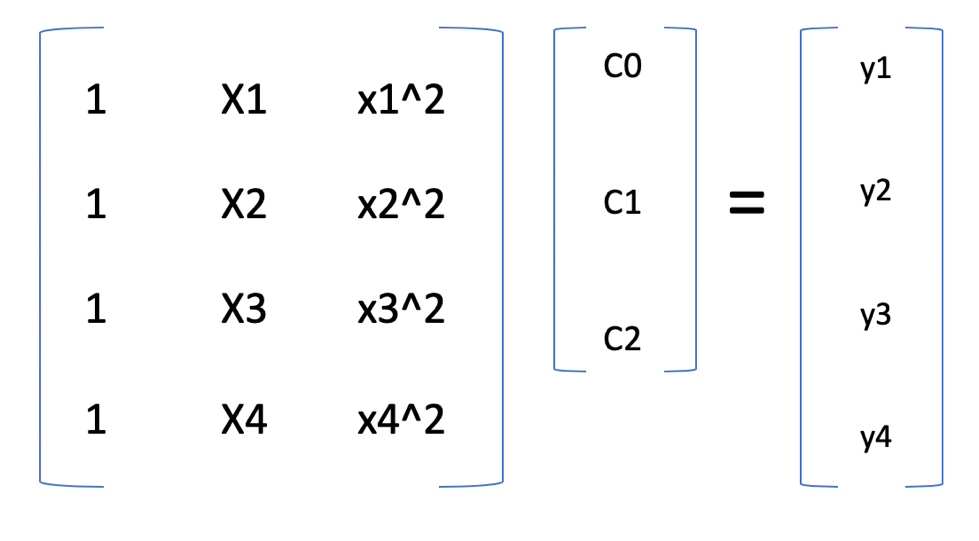 1 X1 x1^2
1 X2 x2^2
1 X3 x3^2
1 X4 x4^2
C0
C1
C2
=
y1
y2
y3
y4